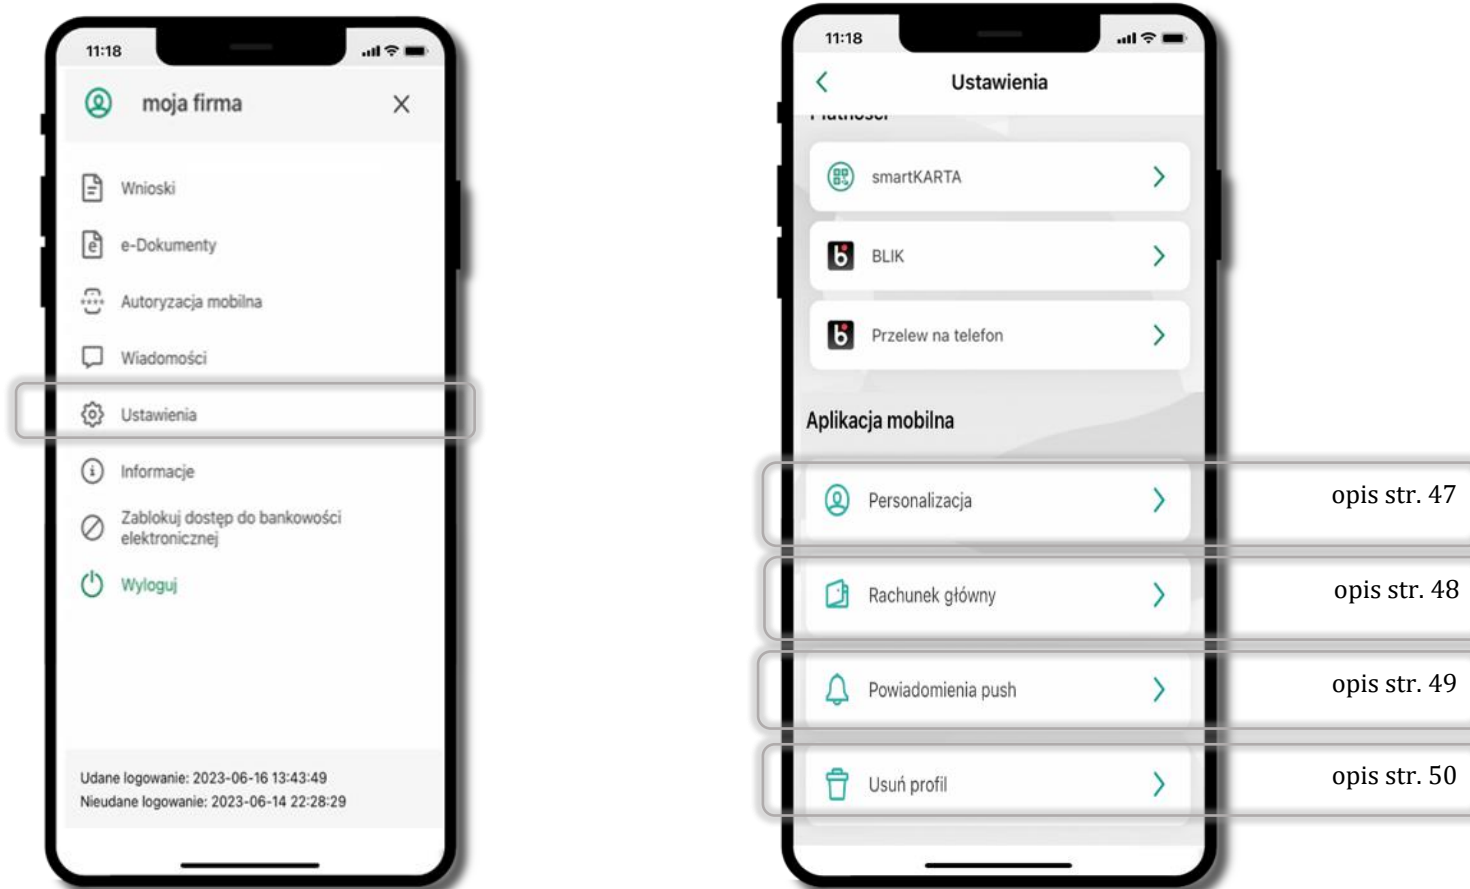 11:18
moja firma
Wnioski
e-Dokumenty
Autoryzacja mobilna
Wiadomości
Ustawienia
Informacje
Zablokuj dostęp do bankowości
elektronicznej
Wyloguj
Udane logowanie: 2023-06-16 13:43:49
Nieudane logowanie: 2023-06-14 22:28:29
11:18
Ustawienia
Płatności
smartKARTA
BLIK
Przelew na telefon
Aplikacja mobilna
Personalizacja
opis str. 47
Rachunek główny
opis str. 48
Powiadomienia push
opis str. 49
Usuń profil
opis str. 50